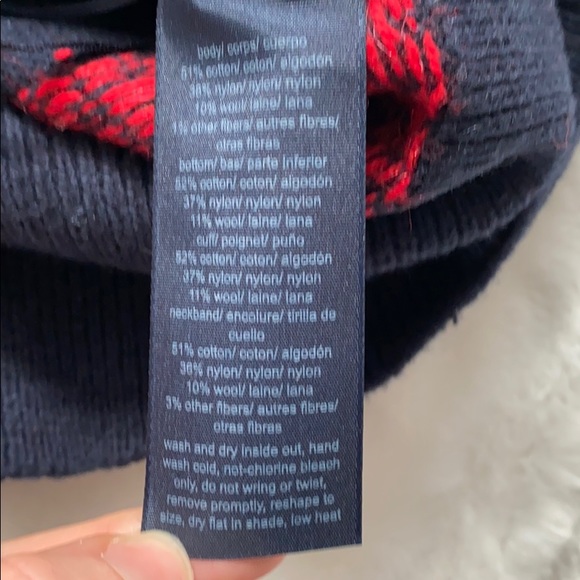 body/ corps/ cuerpo
51% cotton/ coton/ algodón
38% nylon/ nylon/ nylon
10% wool/ laine/ lana
1% other fibers/ autres fibres/
otras fibras
bottom/ bas/ parte inferior
52% cotton/ coton/ algodón
37% nylon/ nylon/ nylon
11% wool/ laine/ lana
cuff/ poignet/ puño
52% cotton/ coton/ algodón
37% nylon/ nylon/ nylon
11% wool/ laine/ lana
neckband/ encolure/ tirilla de
cuello
51% cotton/ coton/ algodón
36% nylon/ nylon/ nylon
10% wool/ laine/ lana
3% other fibers/ autres fibres/
otras fibras
wash and dry inside out, hand
wash cold, not-chlorine bleach
only, do not wring or twist,
remove promptly, reshape to
size, dry flat in shade, low heat